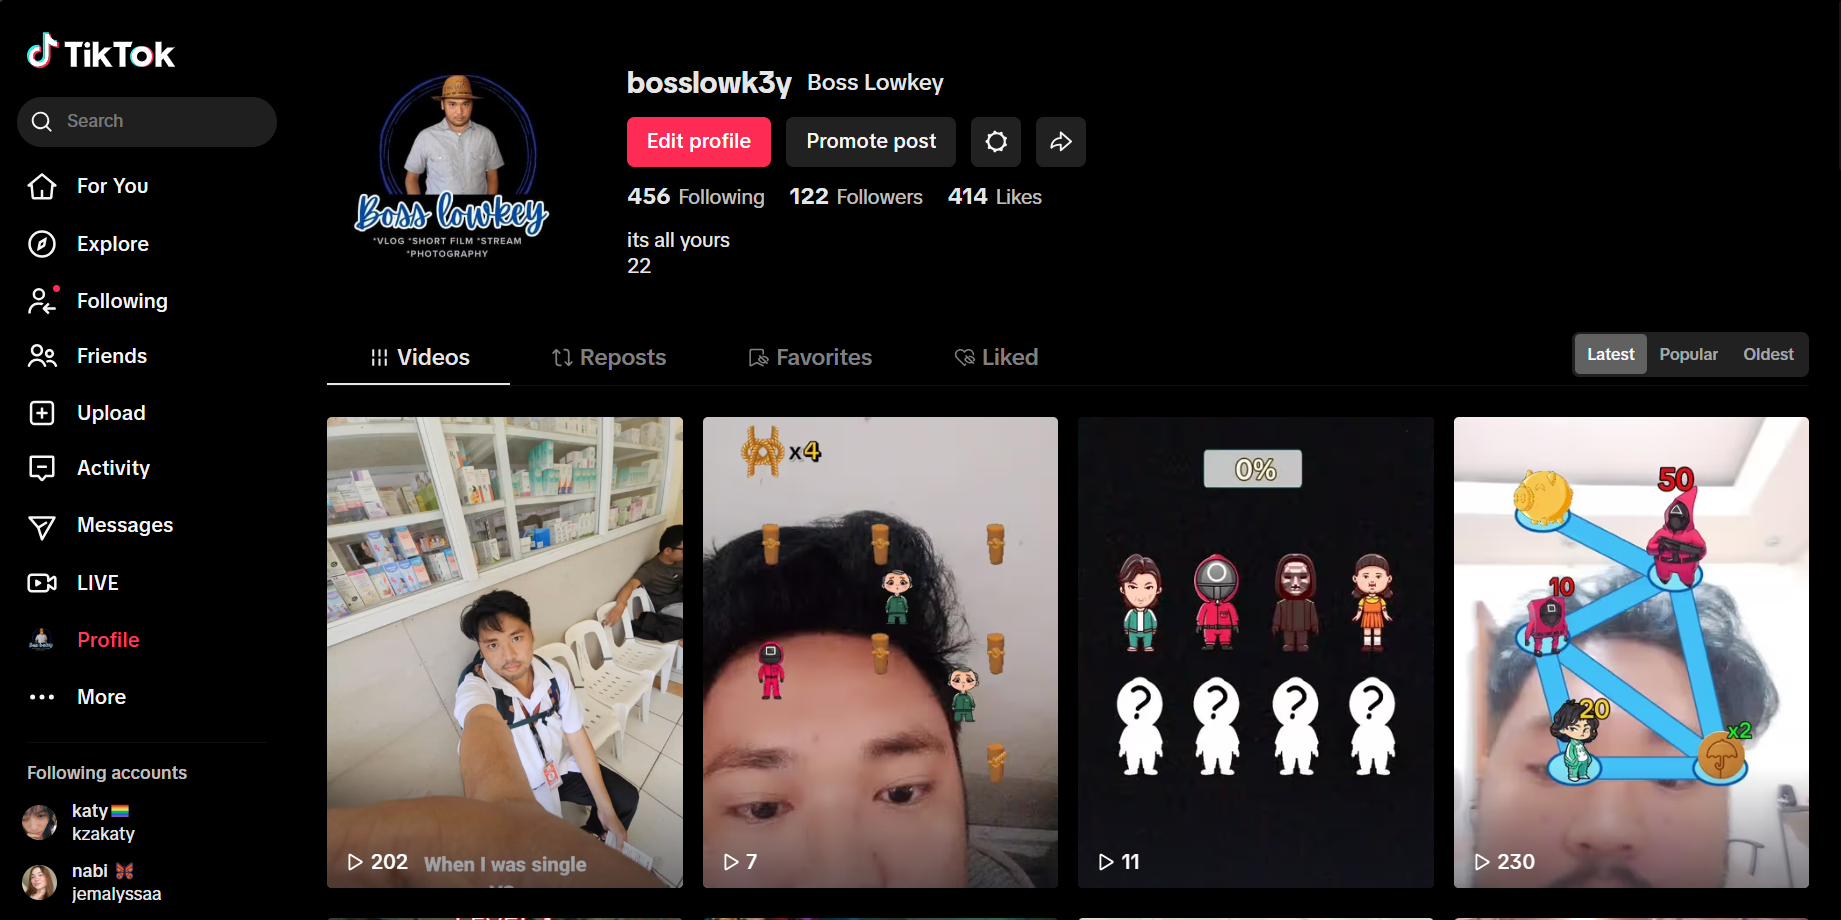 TikTok
Search
For You
Explore
Following
Friends
Upload
Activity
Messages
LIVE
Profile
More
Following accounts
katy
kzakaty
nabi
jemalyssaa
Boss lowkey
*VLOG *SHORT FILM *STREAM
*PHOTOGRAPHY
bosslowk3y Boss Lowkey
Edit profile Promote post
456 Following 122 Followers 414 Likes
its all yours
22
Videos Reposts Favorites Liked
Latest Popular Oldest
202
When I was single
x4
7
0%
? ? ? ?
11
50
10
20
x2
230